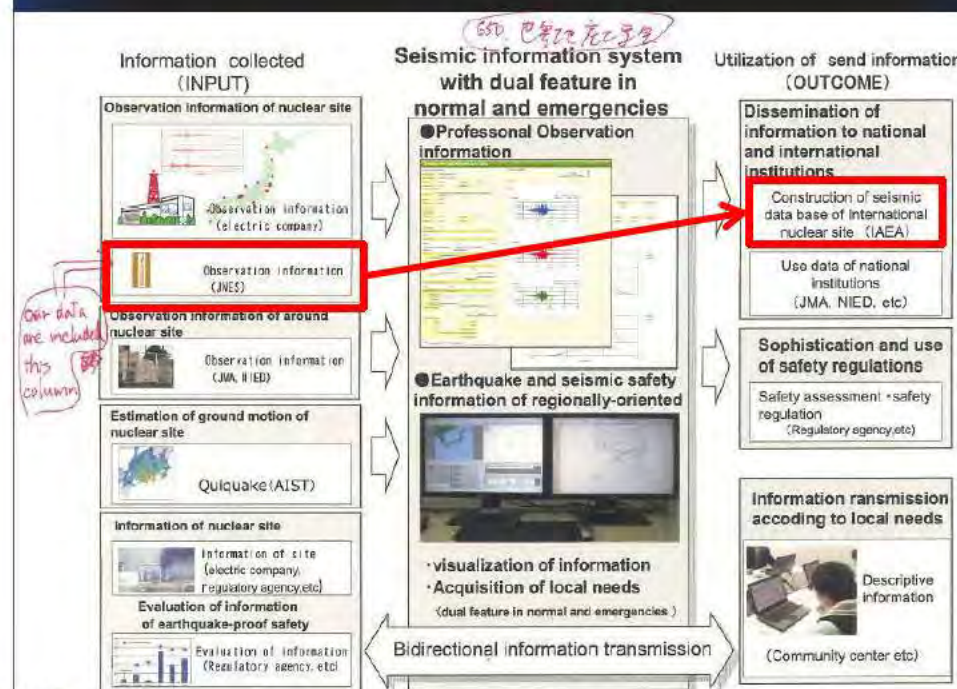 Information collected
(INPUT)
Observation information of nuclear site
·Observation information
(electric company)
Observation information
(JNES)
Observation information of around
nuclear site
Observation information
(JMA, NIED)
Estimation of ground motion of
nuclear site
Quiquake(AIST)
Information of nuclear site
Information of site
(electric company,
regulatory agency,etc)
Evaluation of information
of earthquake-proof safety
Evaluation of information
(Regulatory agency, etc)
our data
are included
this
column
Seismic information system
with dual feature in
normal and emergencies
●Professonal Observation
information
●Earthquake and seismic safety
information of regionally-oriented
·visualization of information
·Acquisition of local needs
(dual feature in normal and emergencies )
Bidirectional information transmission
Utilization of send information
(OUTCOME)
Dissemination of
information to national
and international
institutions
Construction of seismic
data base of international
nuclear site (IAEA)
Use data of national
institutions
(JMA, NIED, etc)
Sophistication and use
of safety regulations
Safety assessment ·safety
regulation
(Regulatory agency,etc)
Information ransmission
accoding to local needs
Descriptive
information
(Community center etc)